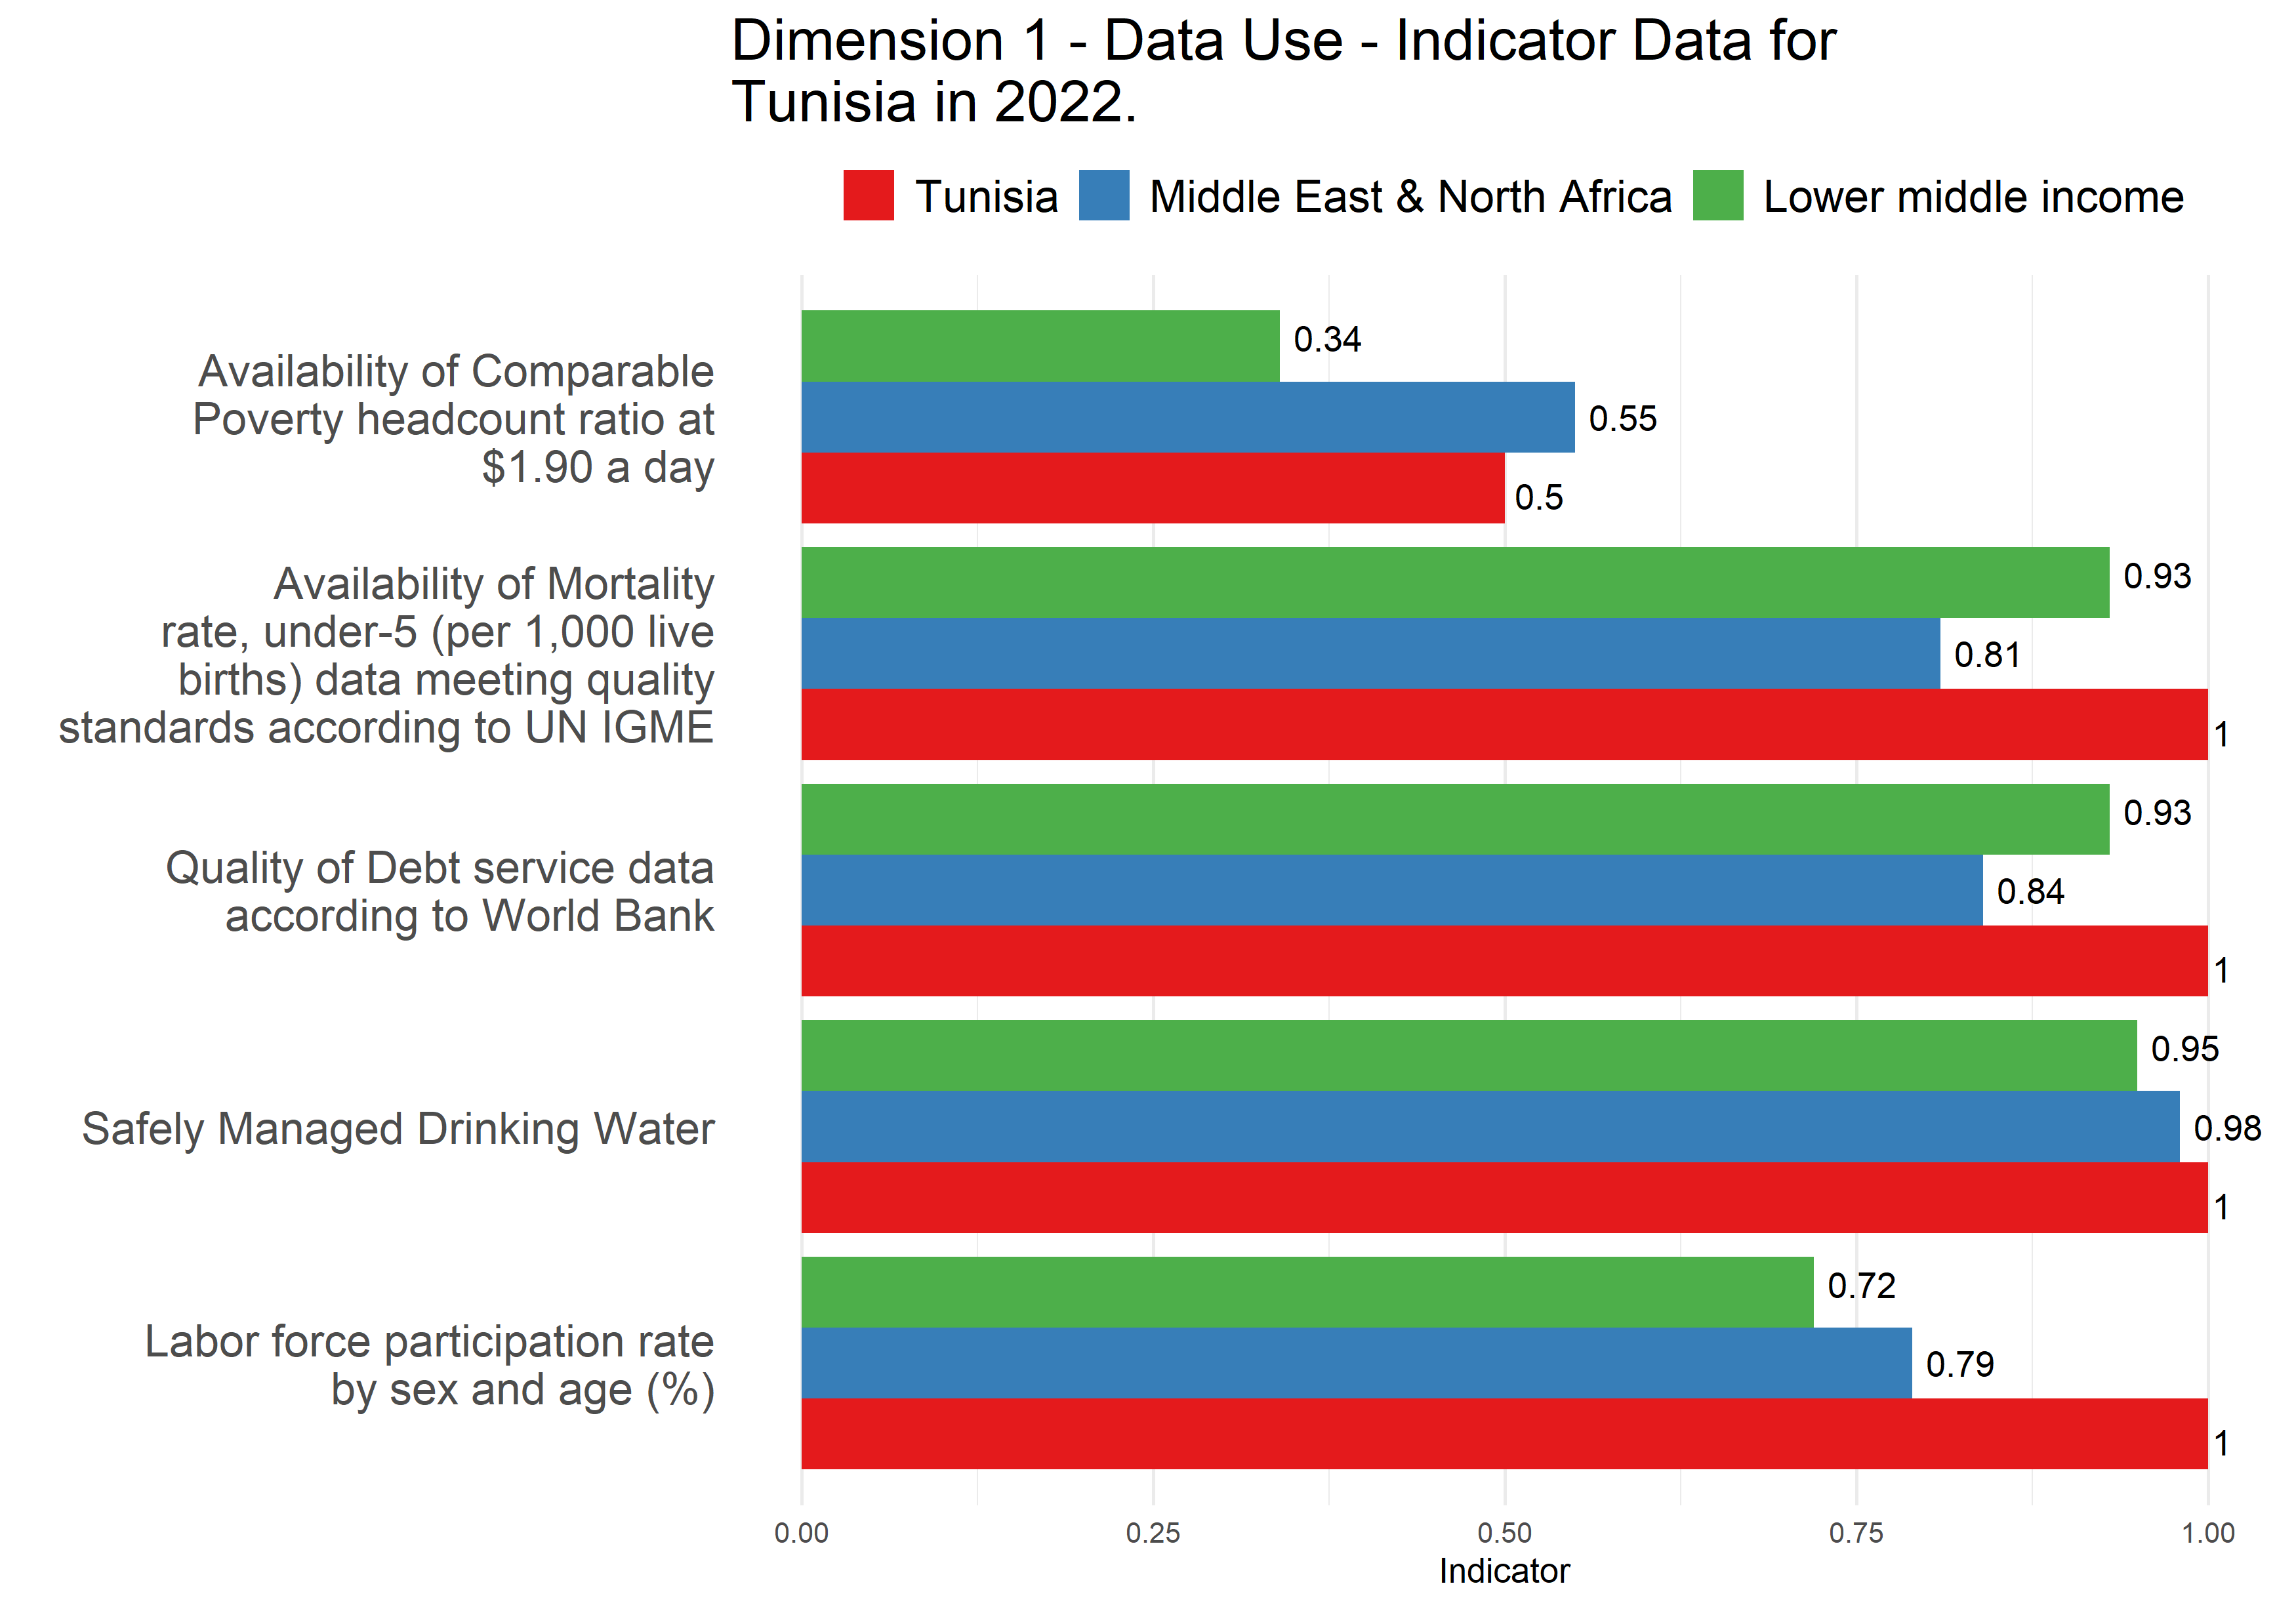 Dimension 1 - Data Use - Indicator Data for
Tunisia in 2022.
Tunisia
Middle East & North Africa
Lower middle income
Availability of Comparable
Poverty headcount ratio at
$1.90 a day
0.34
0.55
0.5
Availability of Mortality
rate, under-5 (per 1,000 live
births) data meeting quality
standards according to UN IGME
0.93
0.81
1
Quality of Debt service data
according to World Bank
0.93
0.84
1
Safely Managed Drinking Water
0.95
0.98
1
Labor force participation rate
by sex and age (%)
0.72
0.79
1
0.00
0.25
0.50
0.75
1.00
Indicator